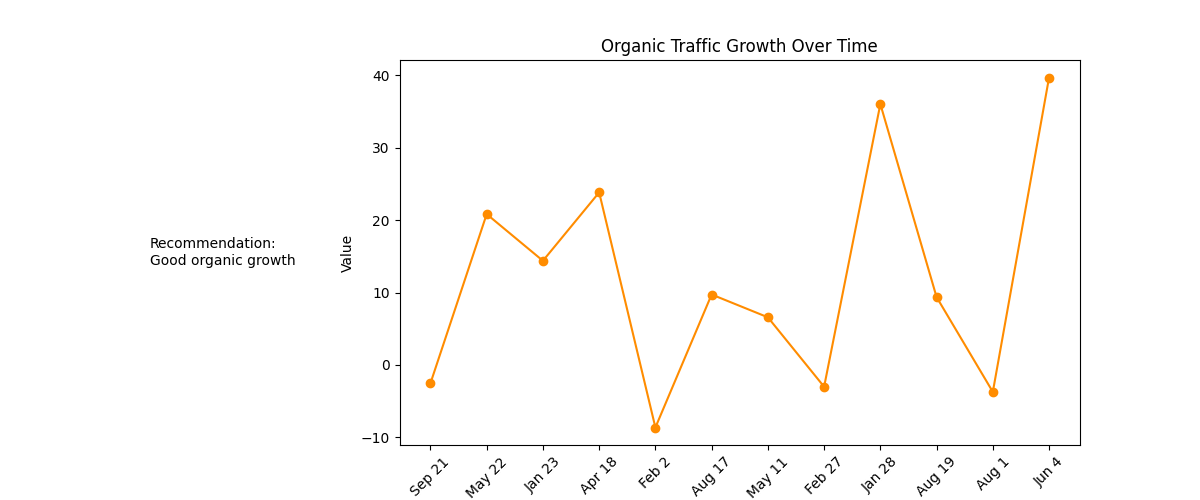 Organic Traffic Growth Over Time
Recommendation:
Good organic growth
Value
40
30
20
10
0
−10
Sep 21
May 22
Jan 23
Apr 18
Feb 2
Aug 17
May 11
Feb 27
Jan 28
Aug 19
Aug 1
Jun 4